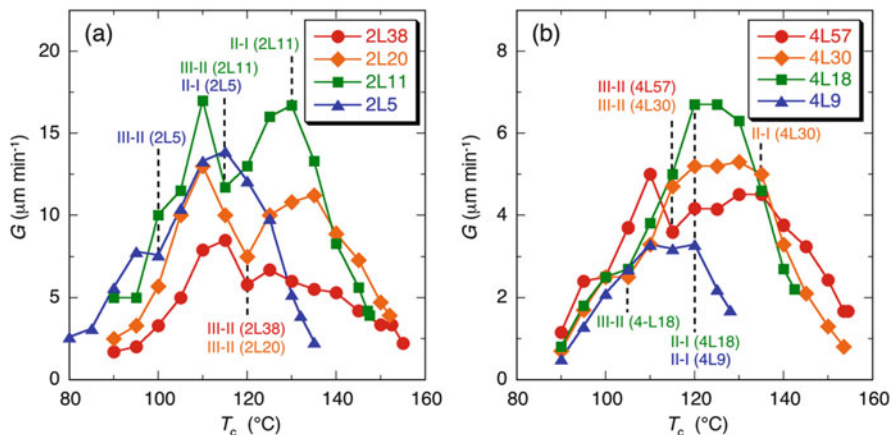 (a)
2L38
2L20
2L11
2L5
II-I (2L11)
III-II (2L11)
II-I (2L5)
III-II (2L5)
III-II (2L38)
III-II (2L20)
G (μm min⁻¹)
20
15
10
5
0
80 100 120 140 160
Tc (°C)
(b)
4L57
4L30
4L18
4L9
III-II (4L57)
III-II (4L30)
II-I (4L30)
III-II (4-L18)
II-I (4L18)
II-I (4L9)
G (μm min⁻¹)
8
6
4
2
0
80 100 120 140 160
Tc (°C)